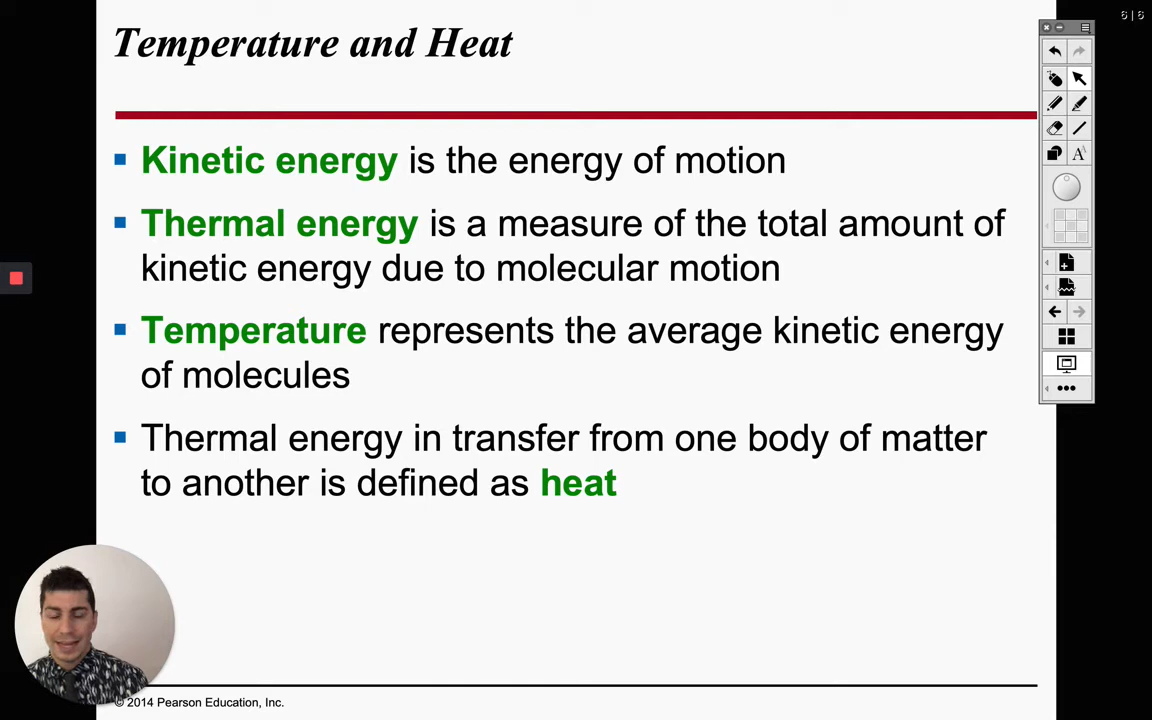 6 | 6
Temperature and Heat
Kinetic energy is the energy of motion
Thermal energy is a measure of the total amount of
kinetic energy due to molecular motion
Temperature represents the average kinetic energy
of molecules
Thermal energy in transfer from one body of matter
to another is defined as heat
© 2014 Pearson Education, Inc.